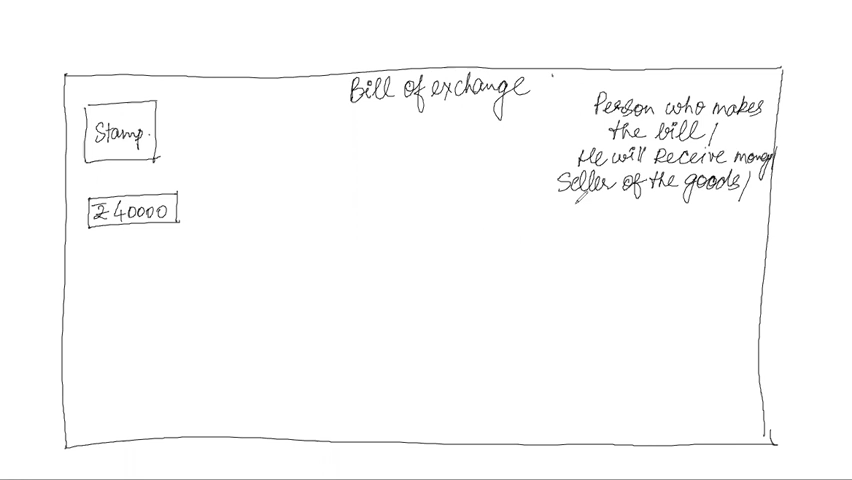 Bill of exchange
Stamp.
₹40000
Person who makes
the bill/
He will Receive money/
Seller of the goods/